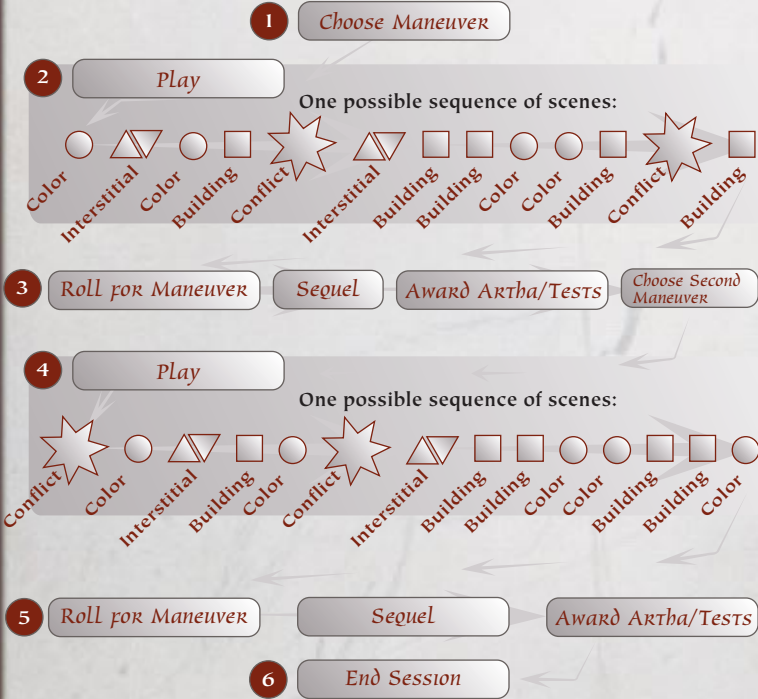 1 Choose Maneuver
2 Play
One possible sequence of scenes:
Color Interstitial Color Building Conflict Interstitial Building Building Color Color Building Conflict Building
3 Roll for Maneuver Sequel Award Artha/Tests Choose Second
Maneuver
4 Play
One possible sequence of scenes:
Conflict Color Interstitial Building Color Conflict Interstitial Building Building Color Color Building Building Color
5 Roll for Maneuver Sequel Award Artha/Tests
6 End Session